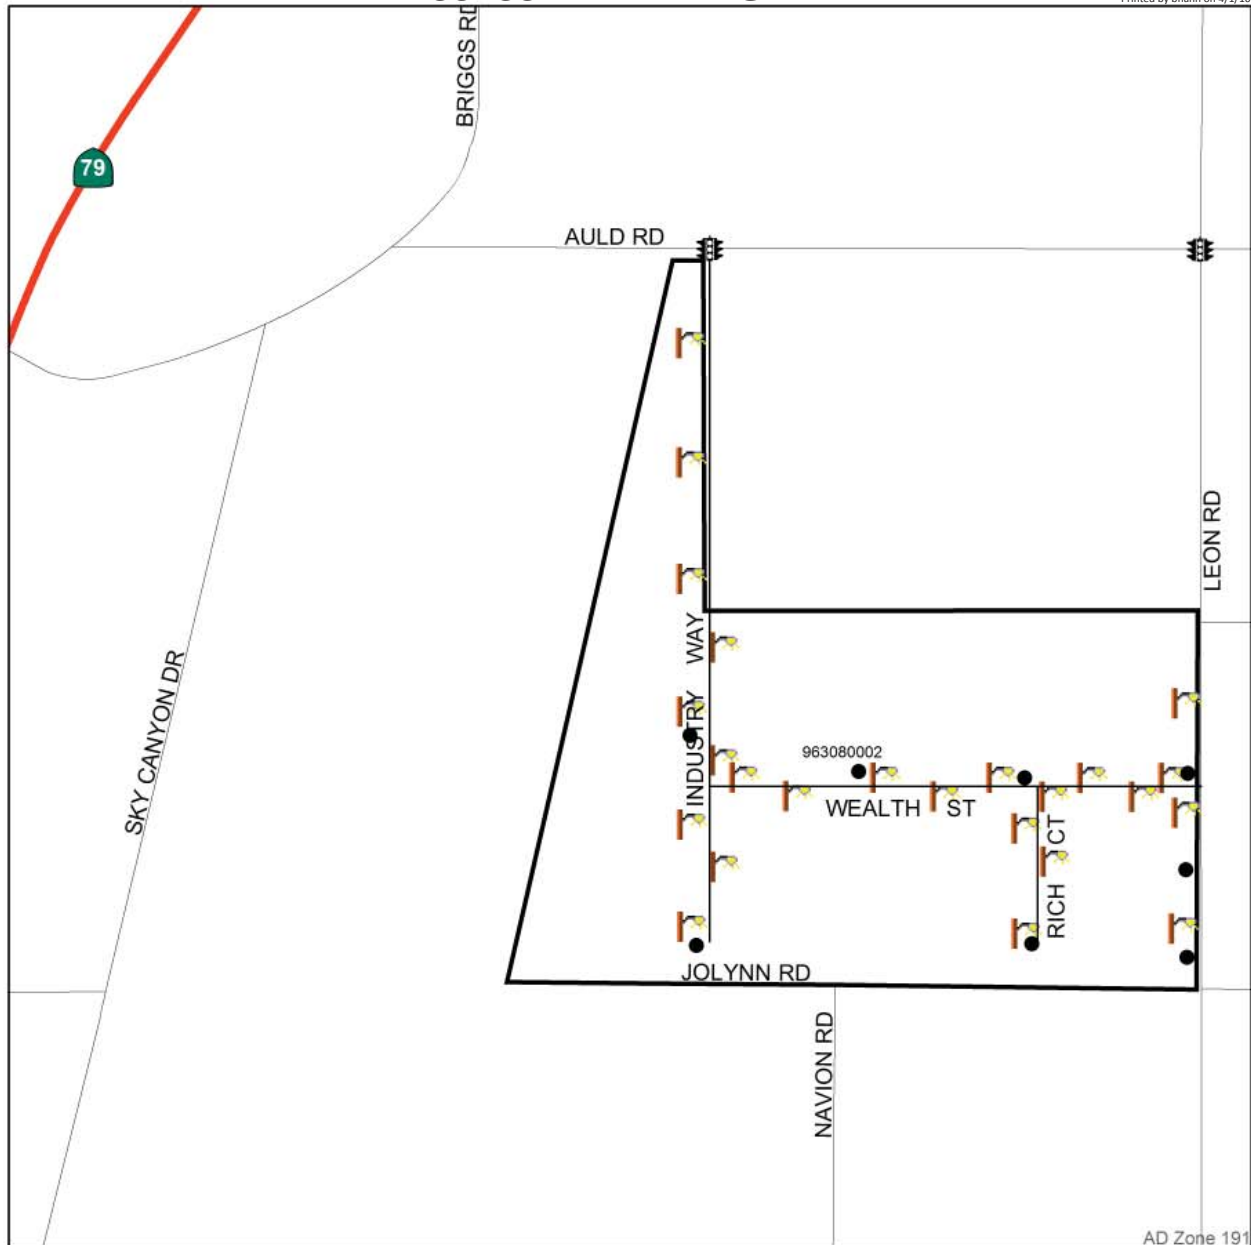 BRIGGS RD
79
AULD RD
LEON RD
INDUSTRY WAY
SKY CANYON DR
963080002
WEALTH ST
RICH CT
JOLYNN RD
NAVION RD
AD Zone 191